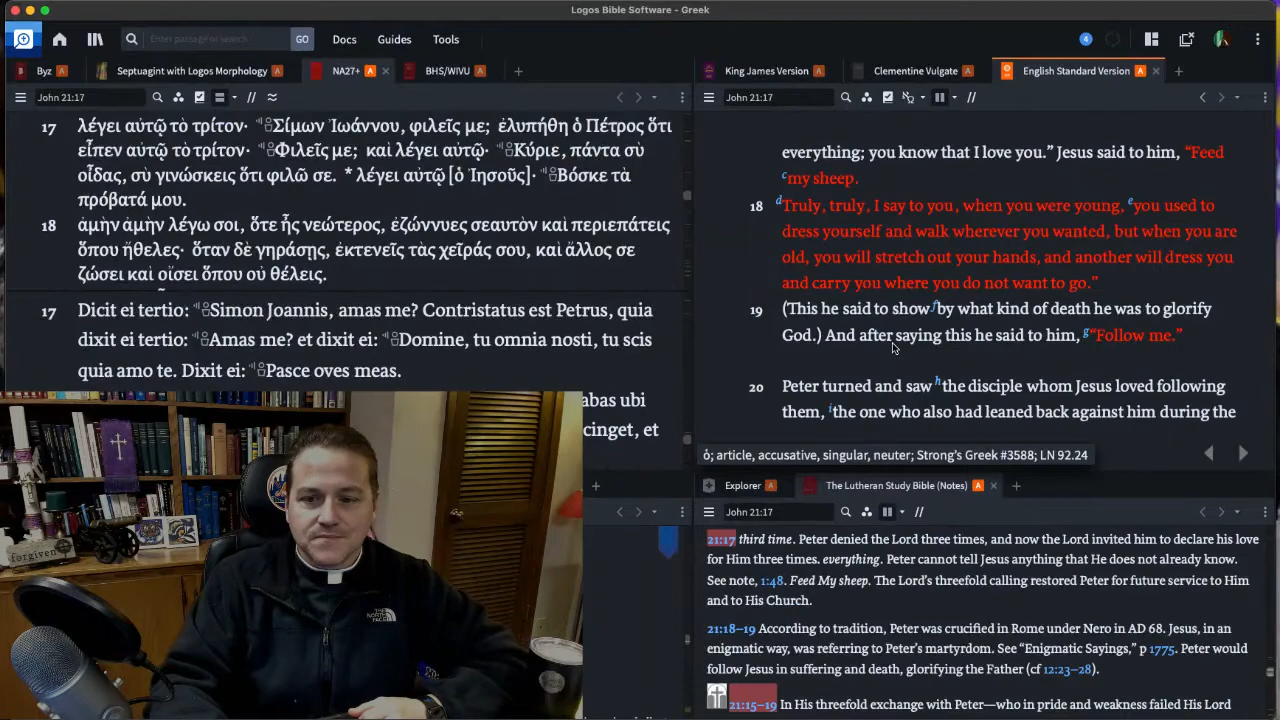 Logos Bible Software - Greek
Enter passage or search GO Docs Guides Tools 4
Byz A Septuagint with Logos Morphology A NA27+ A BHS/WIVU A
King James Version A Clementine Vulgate A English Standard Version A
John 21:17
John 21:17
17 λέγει αὐτῷ τὸ τρίτον· Σίμων Ἰωάννου, φιλεῖς με; ἐλυπήθη ὁ Πέτρος ὅτι
εἶπεν αὐτῷ τὸ τρίτον· Φιλεῖς με; καὶ λέγει αὐτῷ· Κύριε, πάντα σὺ
οἶδας, σὺ γινώσκεις ὅτι φιλῶ σε. * λέγει αὐτῷ [ὁ Ἰησοῦς]· Βόσκε τὰ
πρόβατά μου.
18 ἀμὴν ἀμὴν λέγω σοι, ὅτε ἦς νεώτερος, ἐζώννυες σεαυτὸν καὶ περιεπάτεις
ὅπου ἤθελες· ὅταν δὲ γηράσῃς, ἐκτενεῖς τὰς χεῖράς σου, καὶ ἄλλος σε
ζώσει καὶ οἴσει ὅπου οὐ θέλεις.
17 Dicit ei tertio: Simon Joannis, amas me? Contristatus est Petrus, quia
dixit ei tertio: Amas me? et dixit ei: Domine, tu omnia nosti, tu scis
quia amo te. Dixit ei: Pasce oves meas.
abas ubi
cinget, et
everything; you know that I love you.” Jesus said to him, “Feed
c my sheep.
18 d Truly, truly, I say to you, when you were young, e you used to
dress yourself and walk wherever you wanted, but when you are
old, you will stretch out your hands, and another will dress you
and carry you where you do not want to go.”
19 (This he said to show f by what kind of death he was to glorify
God.) And after saying this he said to him, g “Follow me.”
20 Peter turned and saw h the disciple whom Jesus loved following
them, i the one who also had leaned back against him during the
ὁ; article, accusative, singular, neuter; Strong's Greek #3588; LN 92.24
Explorer A The Lutheran Study Bible (Notes) A
John 21:17
21:17 third time. Peter denied the Lord three times, and now the Lord invited him to declare his love
for Him three times. everything. Peter cannot tell Jesus anything that He does not already know.
See note, 1:48. Feed My sheep. The Lord's threefold calling restored Peter for future service to Him
and to His Church.
21:18–19 According to tradition, Peter was crucified in Rome under Nero in AD 68. Jesus, in an
enigmatic way, was referring to Peter's martyrdom. See “Enigmatic Sayings,” p 1775. Peter would
follow Jesus in suffering and death, glorifying the Father (cf 12:23–28).
21:15–19 In His threefold exchange with Peter—who in pride and weakness failed His Lord
forgiven
THE
NORTH
FACE